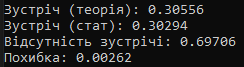 Зустріч (теорія): 0.30556
Зустріч (стат): 0.30294
Відсутність зустрічі: 0.69706
Похибка: 0.00262